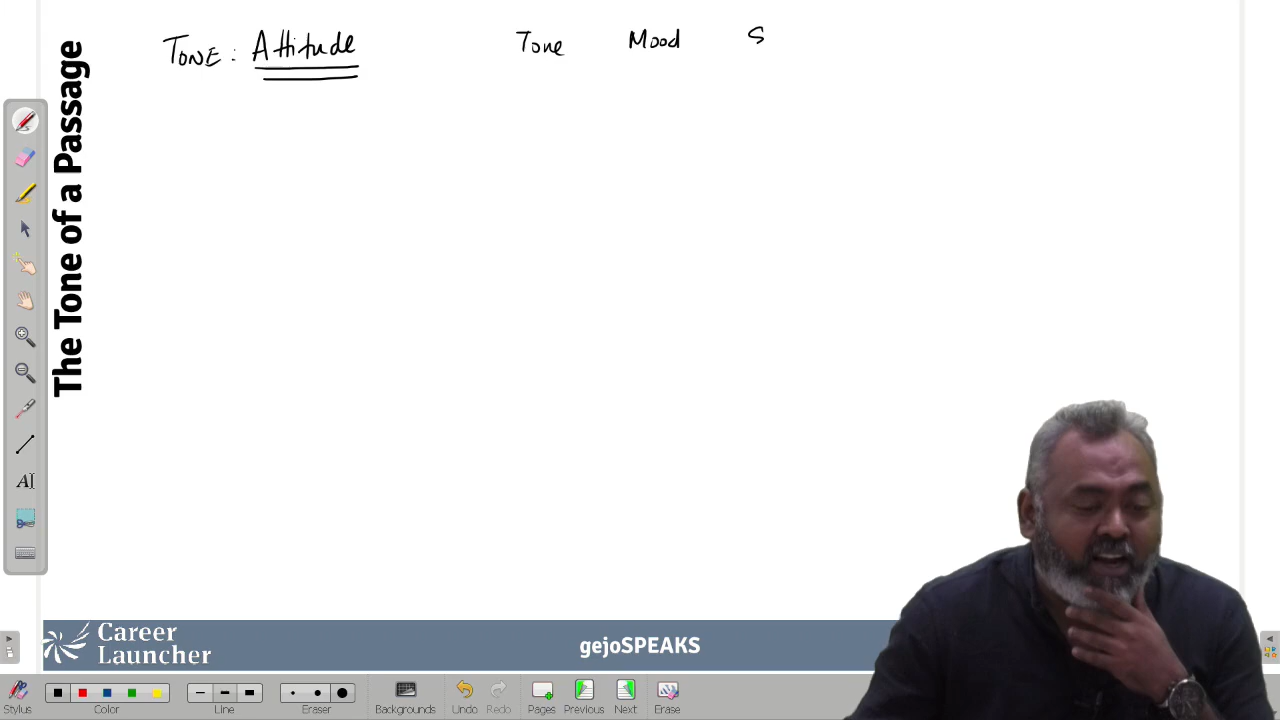 The Tone of a Passage
TONE: Attitude
Tone Mood S
AI
Career
Launcher
gejoSPEAKS
Stylus
Color
Line
Eraser
Backgrounds
Undo
Redo
Pages
Previous
Next
Erase